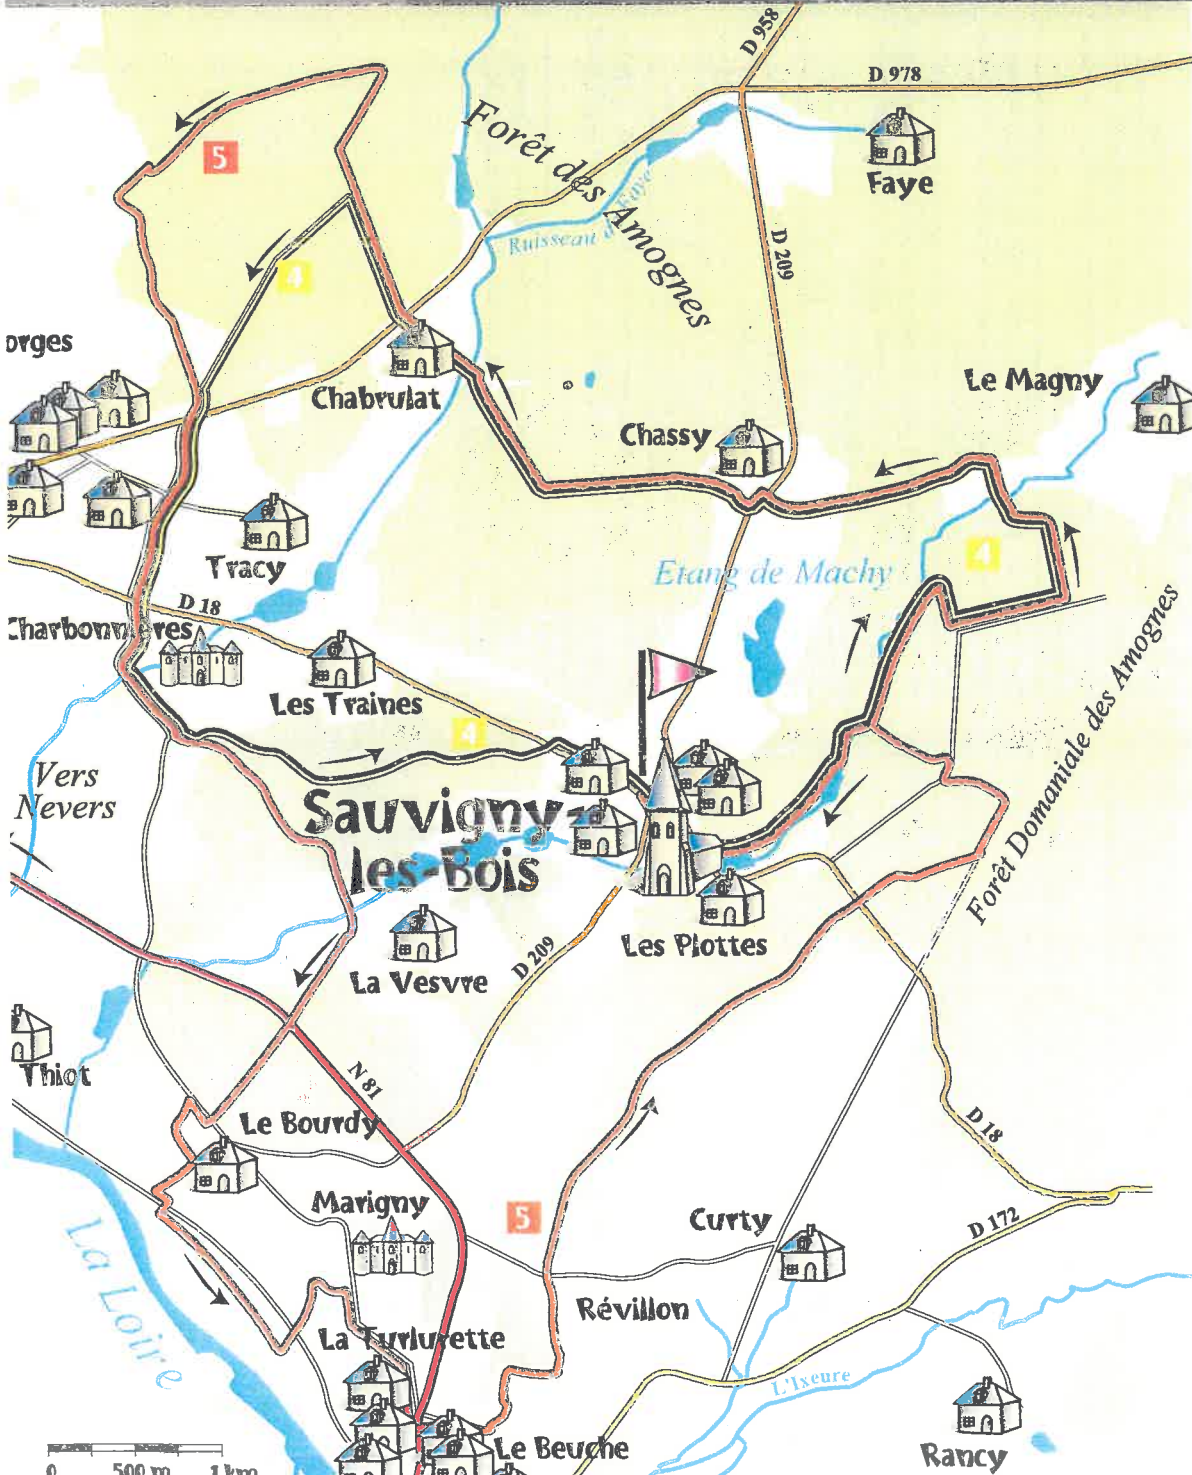 D 958
D 978
Forêt des Amognes
5
Faye
Ruisseau de Faye
D 209
4
orges
Chabrulat
Le Magny
Chassy
4
Tracy
Etang de Machy
D 18
Charbonnières
Les Traines
4
Forêt Domaniale des Amognes
Vers
Nevers
Sauvigny-
les-Bois
La Vesvre
D 209
Les Plottes
Thiot
N 81
Le Bourdy
D 18
Marigny
5
Curty
D 172
La Loire
Révillon
La Turlurette
L'Ixeure
Le Beuche
Rancy
0 500 m 1 km